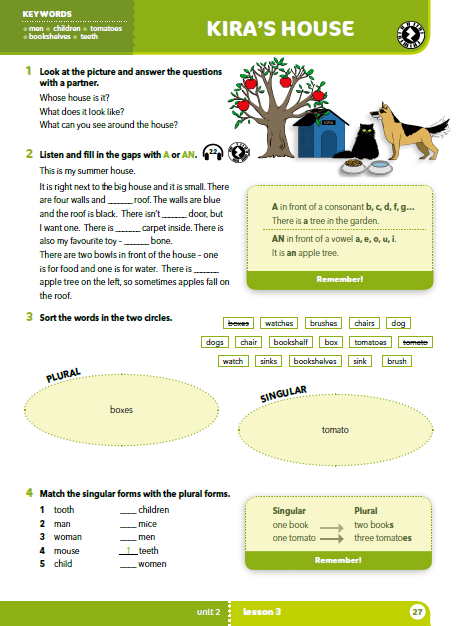 KEYWORDS
men children tomatoes
bookshelves teeth
KIRA'S HOUSE
1 Look at the picture and answer the questions
with a partner.
Whose house is it?
What does it look like?
What can you see around the house?
KIRA
2 Listen and fill in the gaps with A or AN.
22
This is my summer house.
It is right next to the big house and it is small. There
are four walls and ______ roof. The walls are blue
and the roof is black. There isn't ______ door, but
I want one. There is ______ carpet inside. There is
also my favourite toy - ______ bone.
There are two bowls in front of the house - one
is for food and one is for water. There is ______
apple tree on the left, so sometimes apples fall on
the roof.
A in front of a consonant b, c, d, f, g...
There is a tree in the garden.
AN in front of a vowel a, e, o, u, i.
It is an apple tree.
Remember!
3 Sort the words in the two circles.
boxes watches brushes chairs dog
dogs chair bookshelf box tomatoes tomato
watch sinks bookshelves sink brush
PLURAL
boxes
SINGULAR
tomato
4 Match the singular forms with the plural forms.
1 tooth ____ children
2 man ____ mice
3 woman ____ men
4 mouse __1__ teeth
5 child ____ women
Singular Plural
one book two books
one tomato three tomatoes
Remember!
unit 2 lesson 3 27